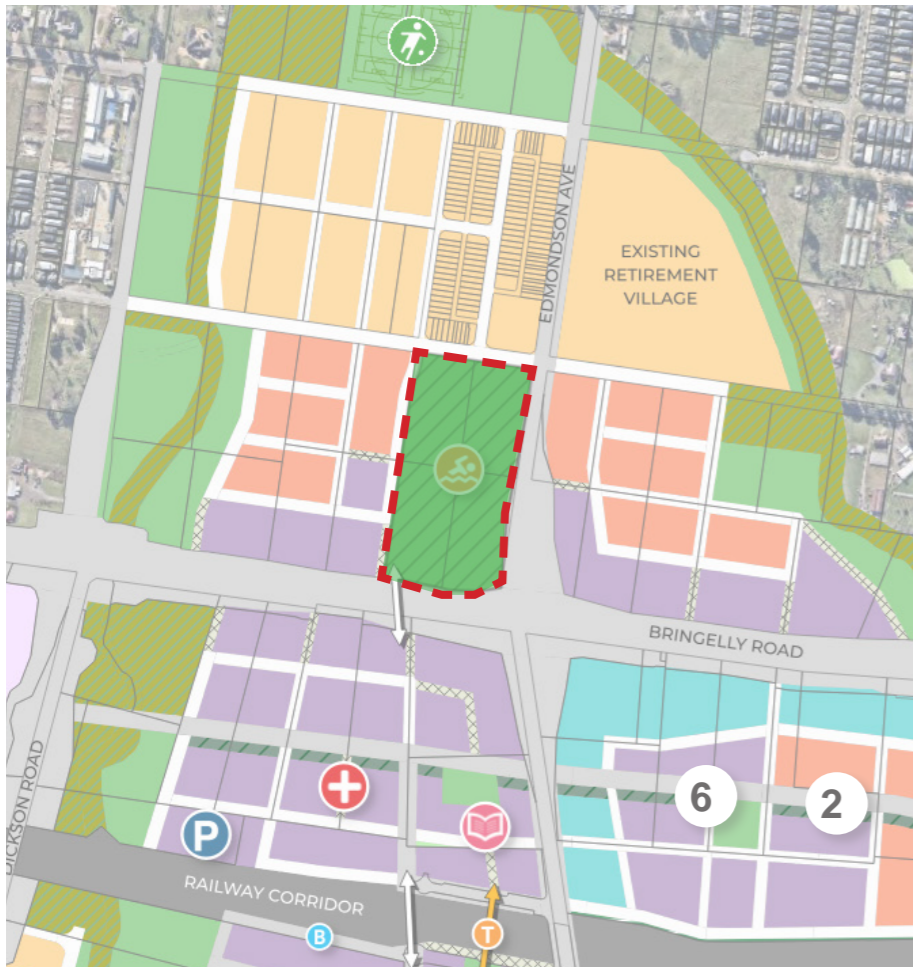 EDMONDSON AVE
EXISTING
RETIREMENT
VILLAGE
BRINGELLY ROAD
DICKSON ROAD
6
2
P
RAILWAY CORRIDOR
B
T